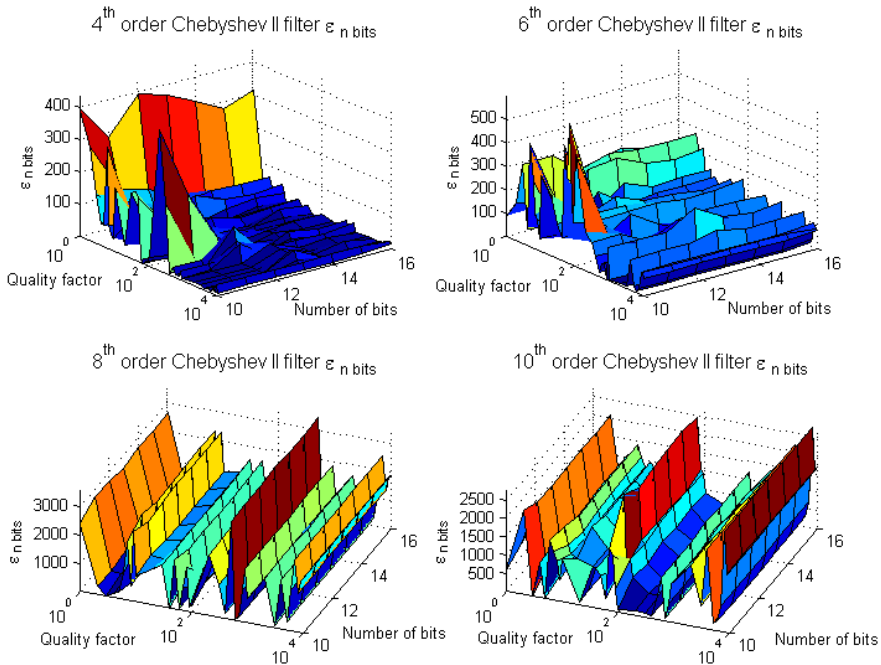 4th order Chebyshev II filter ε n bits
400
300
200
100
ε n bits
10 0
10 2
10 4
Quality factor
10
12
14
16
Number of bits
6th order Chebyshev II filter ε n bits
500
400
300
200
100
ε n bits
10 0
10 2
10 4
Quality factor
10
12
14
16
Number of bits
8th order Chebyshev II filter ε n bits
3000
2000
1000
ε n bits
10 0
10 2
10 4
Quality factor
10
12
14
16
Number of bits
10th order Chebyshev II filter ε n bits
2500
2000
1500
1000
500
ε n bits
10 0
10 2
10 4
Quality factor
10
12
14
16
Number of bits